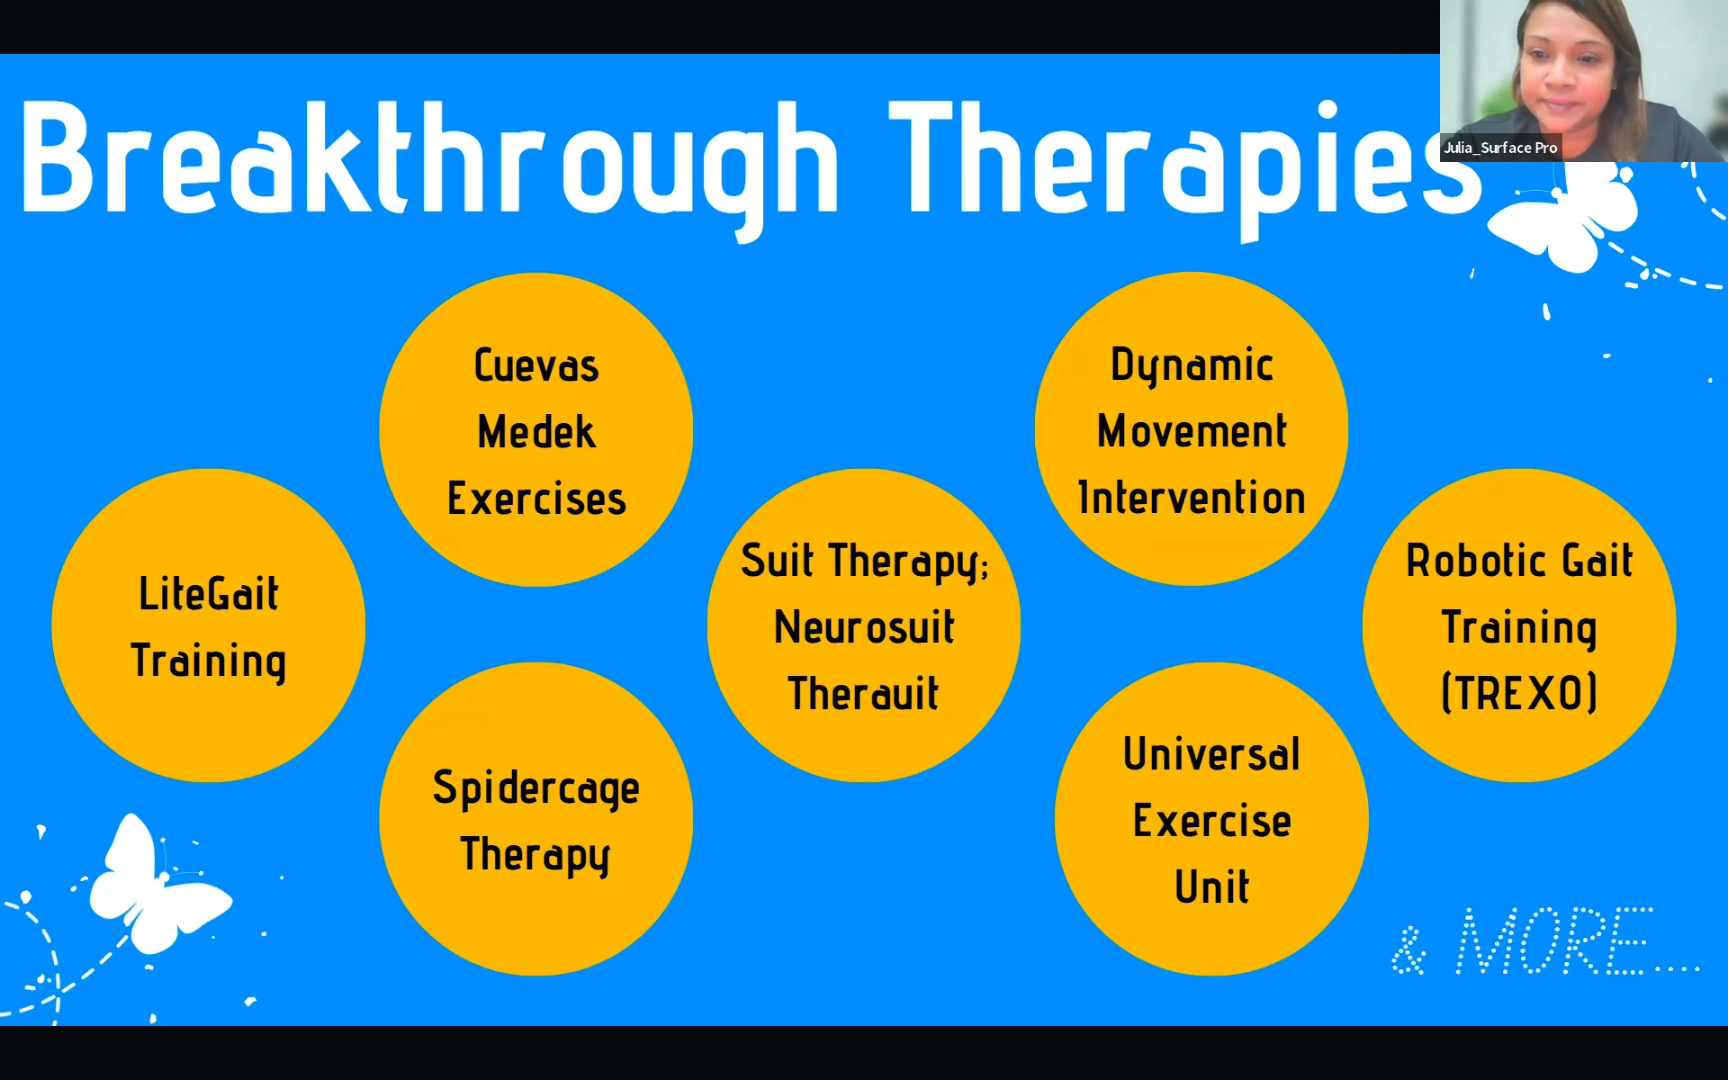 Breakthrough Therapies
Julia_Surface Pro
Cuevas
Medek
Exercises
Dynamic
Movement
Intervention
LiteGait
Training
Suit Therapy;
Neurosuit
Therauit
Robotic Gait
Training
(TREXO)
Spidercage
Therapy
Universal
Exercise
Unit
& MORE....